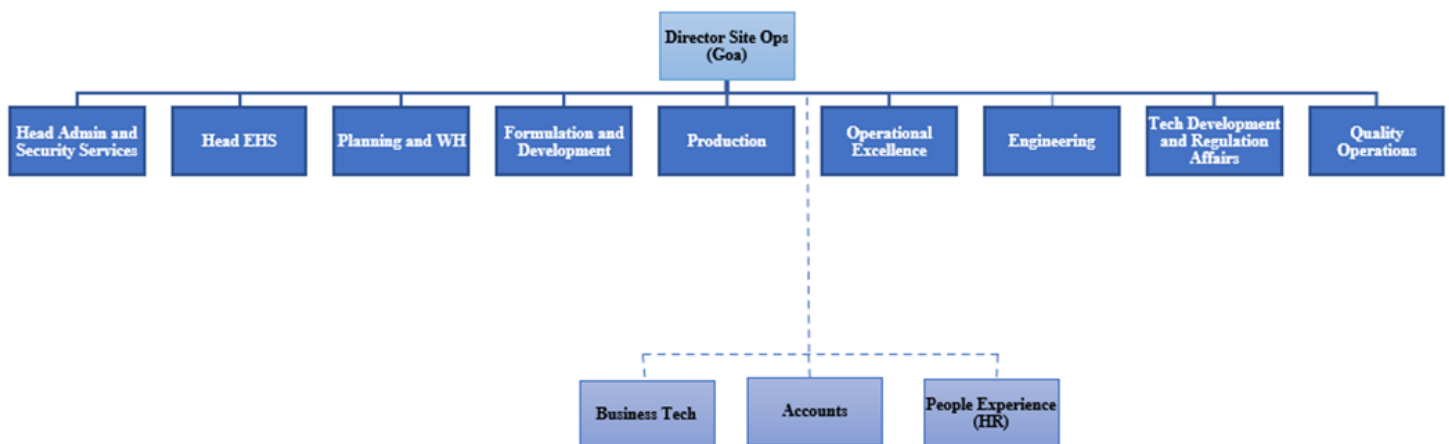 Director Site Ops
(Goa)
Head Admin and
Security Services
Head EHS
Planning and WH
Formulation and
Development
Production
Operational
Excellence
Engineering
Tech Development
and Regulation
Affairs
Quality
Operations
Business Tech
Accounts
People Experience
(HR)